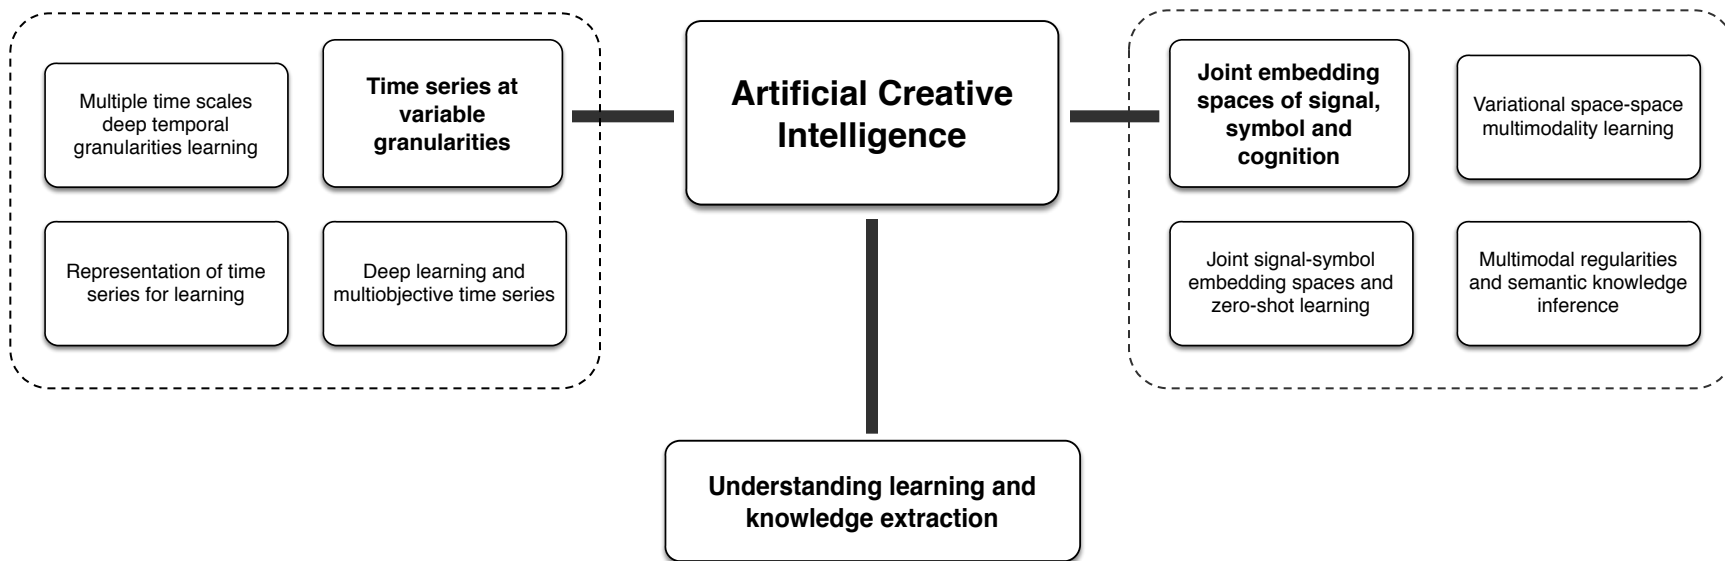 Multiple time scales
deep temporal
granularities learning
Time series at
variable
granularities
Representation of time
series for learning
Deep learning and
multiobjective time series
Artificial Creative
Intelligence
Joint embedding
spaces of signal,
symbol and
cognition
Variational space-space
multimodality learning
Joint signal-symbol
embedding spaces and
zero-shot learning
Multimodal regularities
and semantic knowledge
inference
Understanding learning and
knowledge extraction